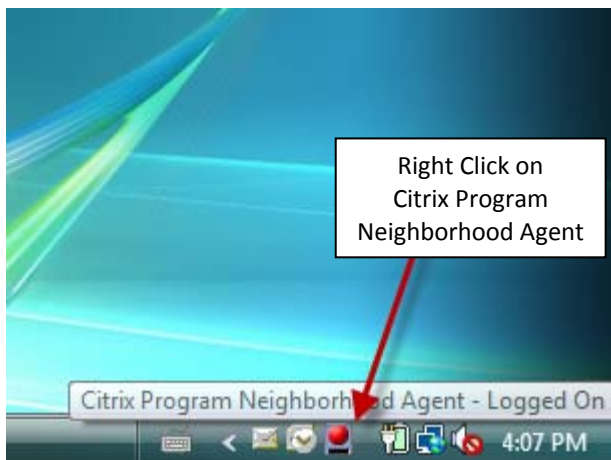 Right Click on
Citrix Program
Neighborhood Agent
Citrix Program Neighborhood Agent - Logged On
4:07 PM